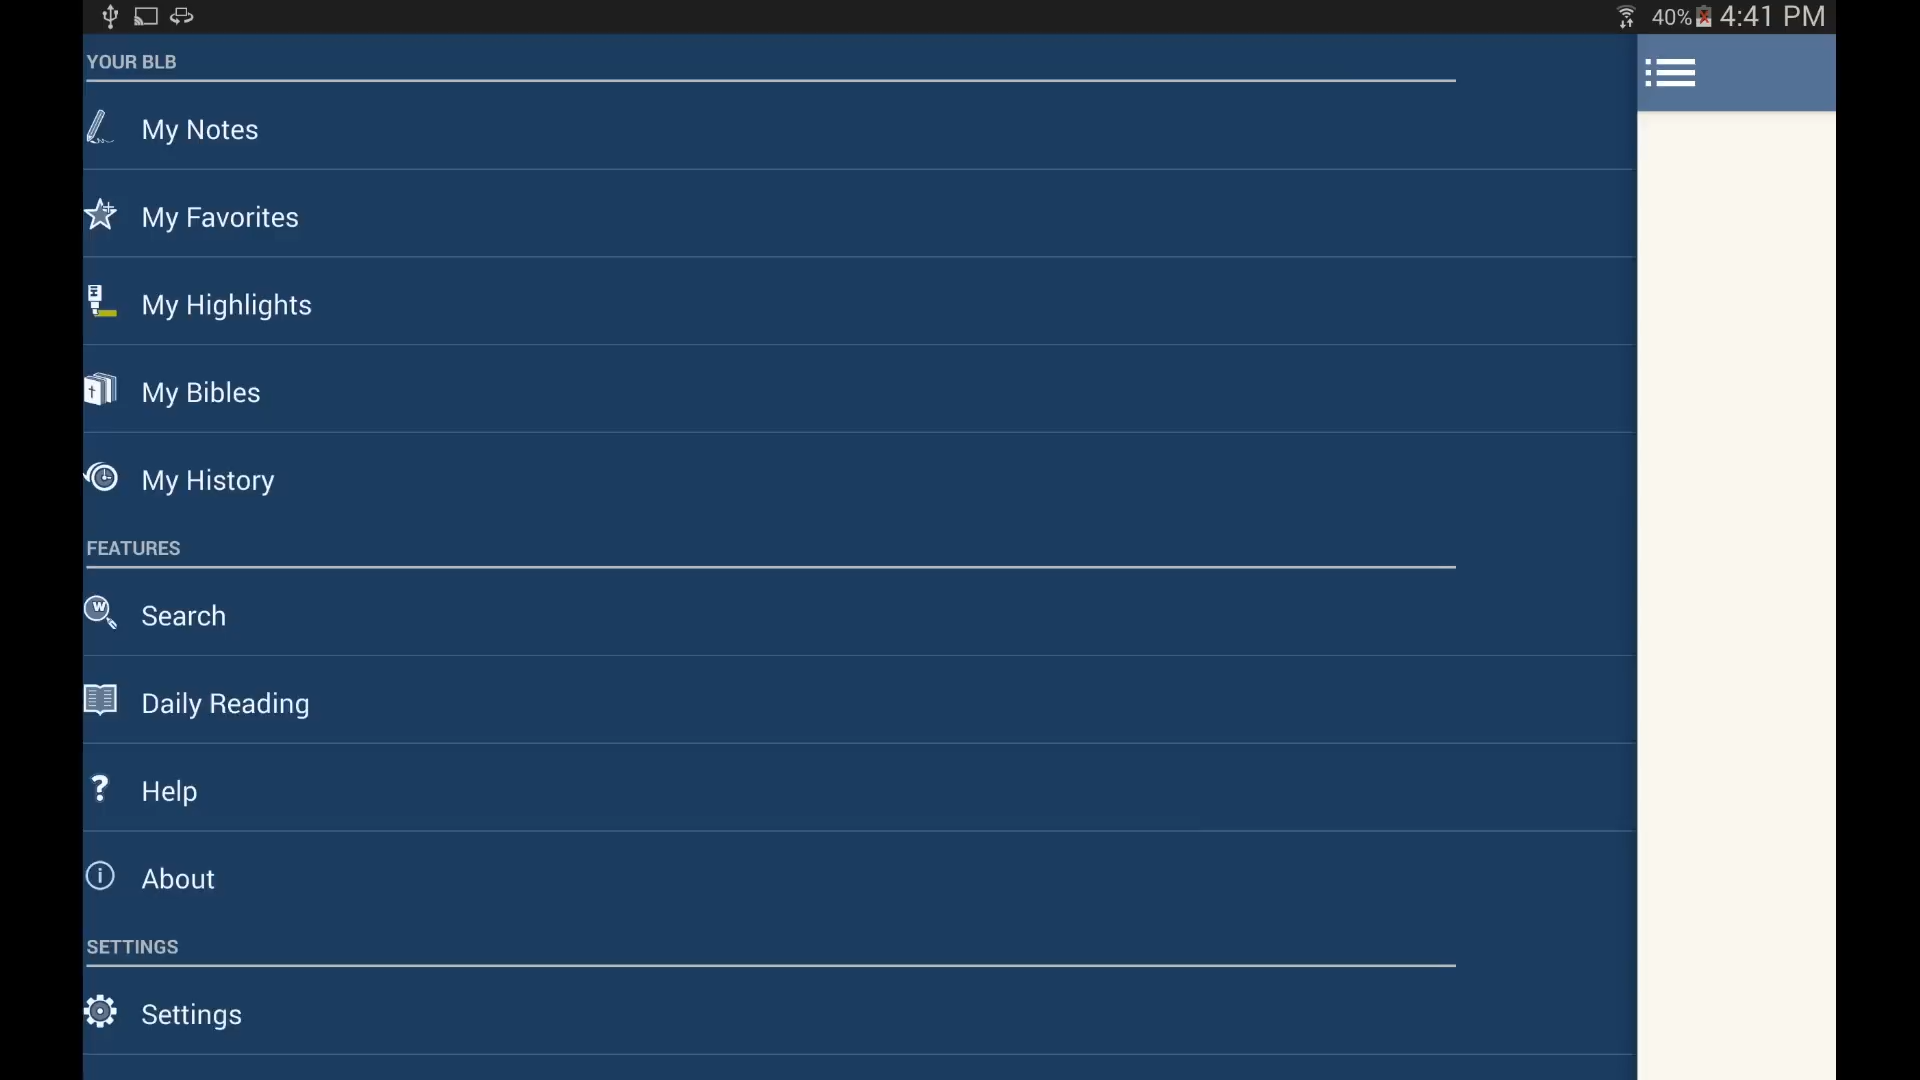 40% 4:41 PM
YOUR BLB
My Notes
My Favorites
My Highlights
My Bibles
My History
FEATURES
Search
Daily Reading
Help
About
SETTINGS
Settings